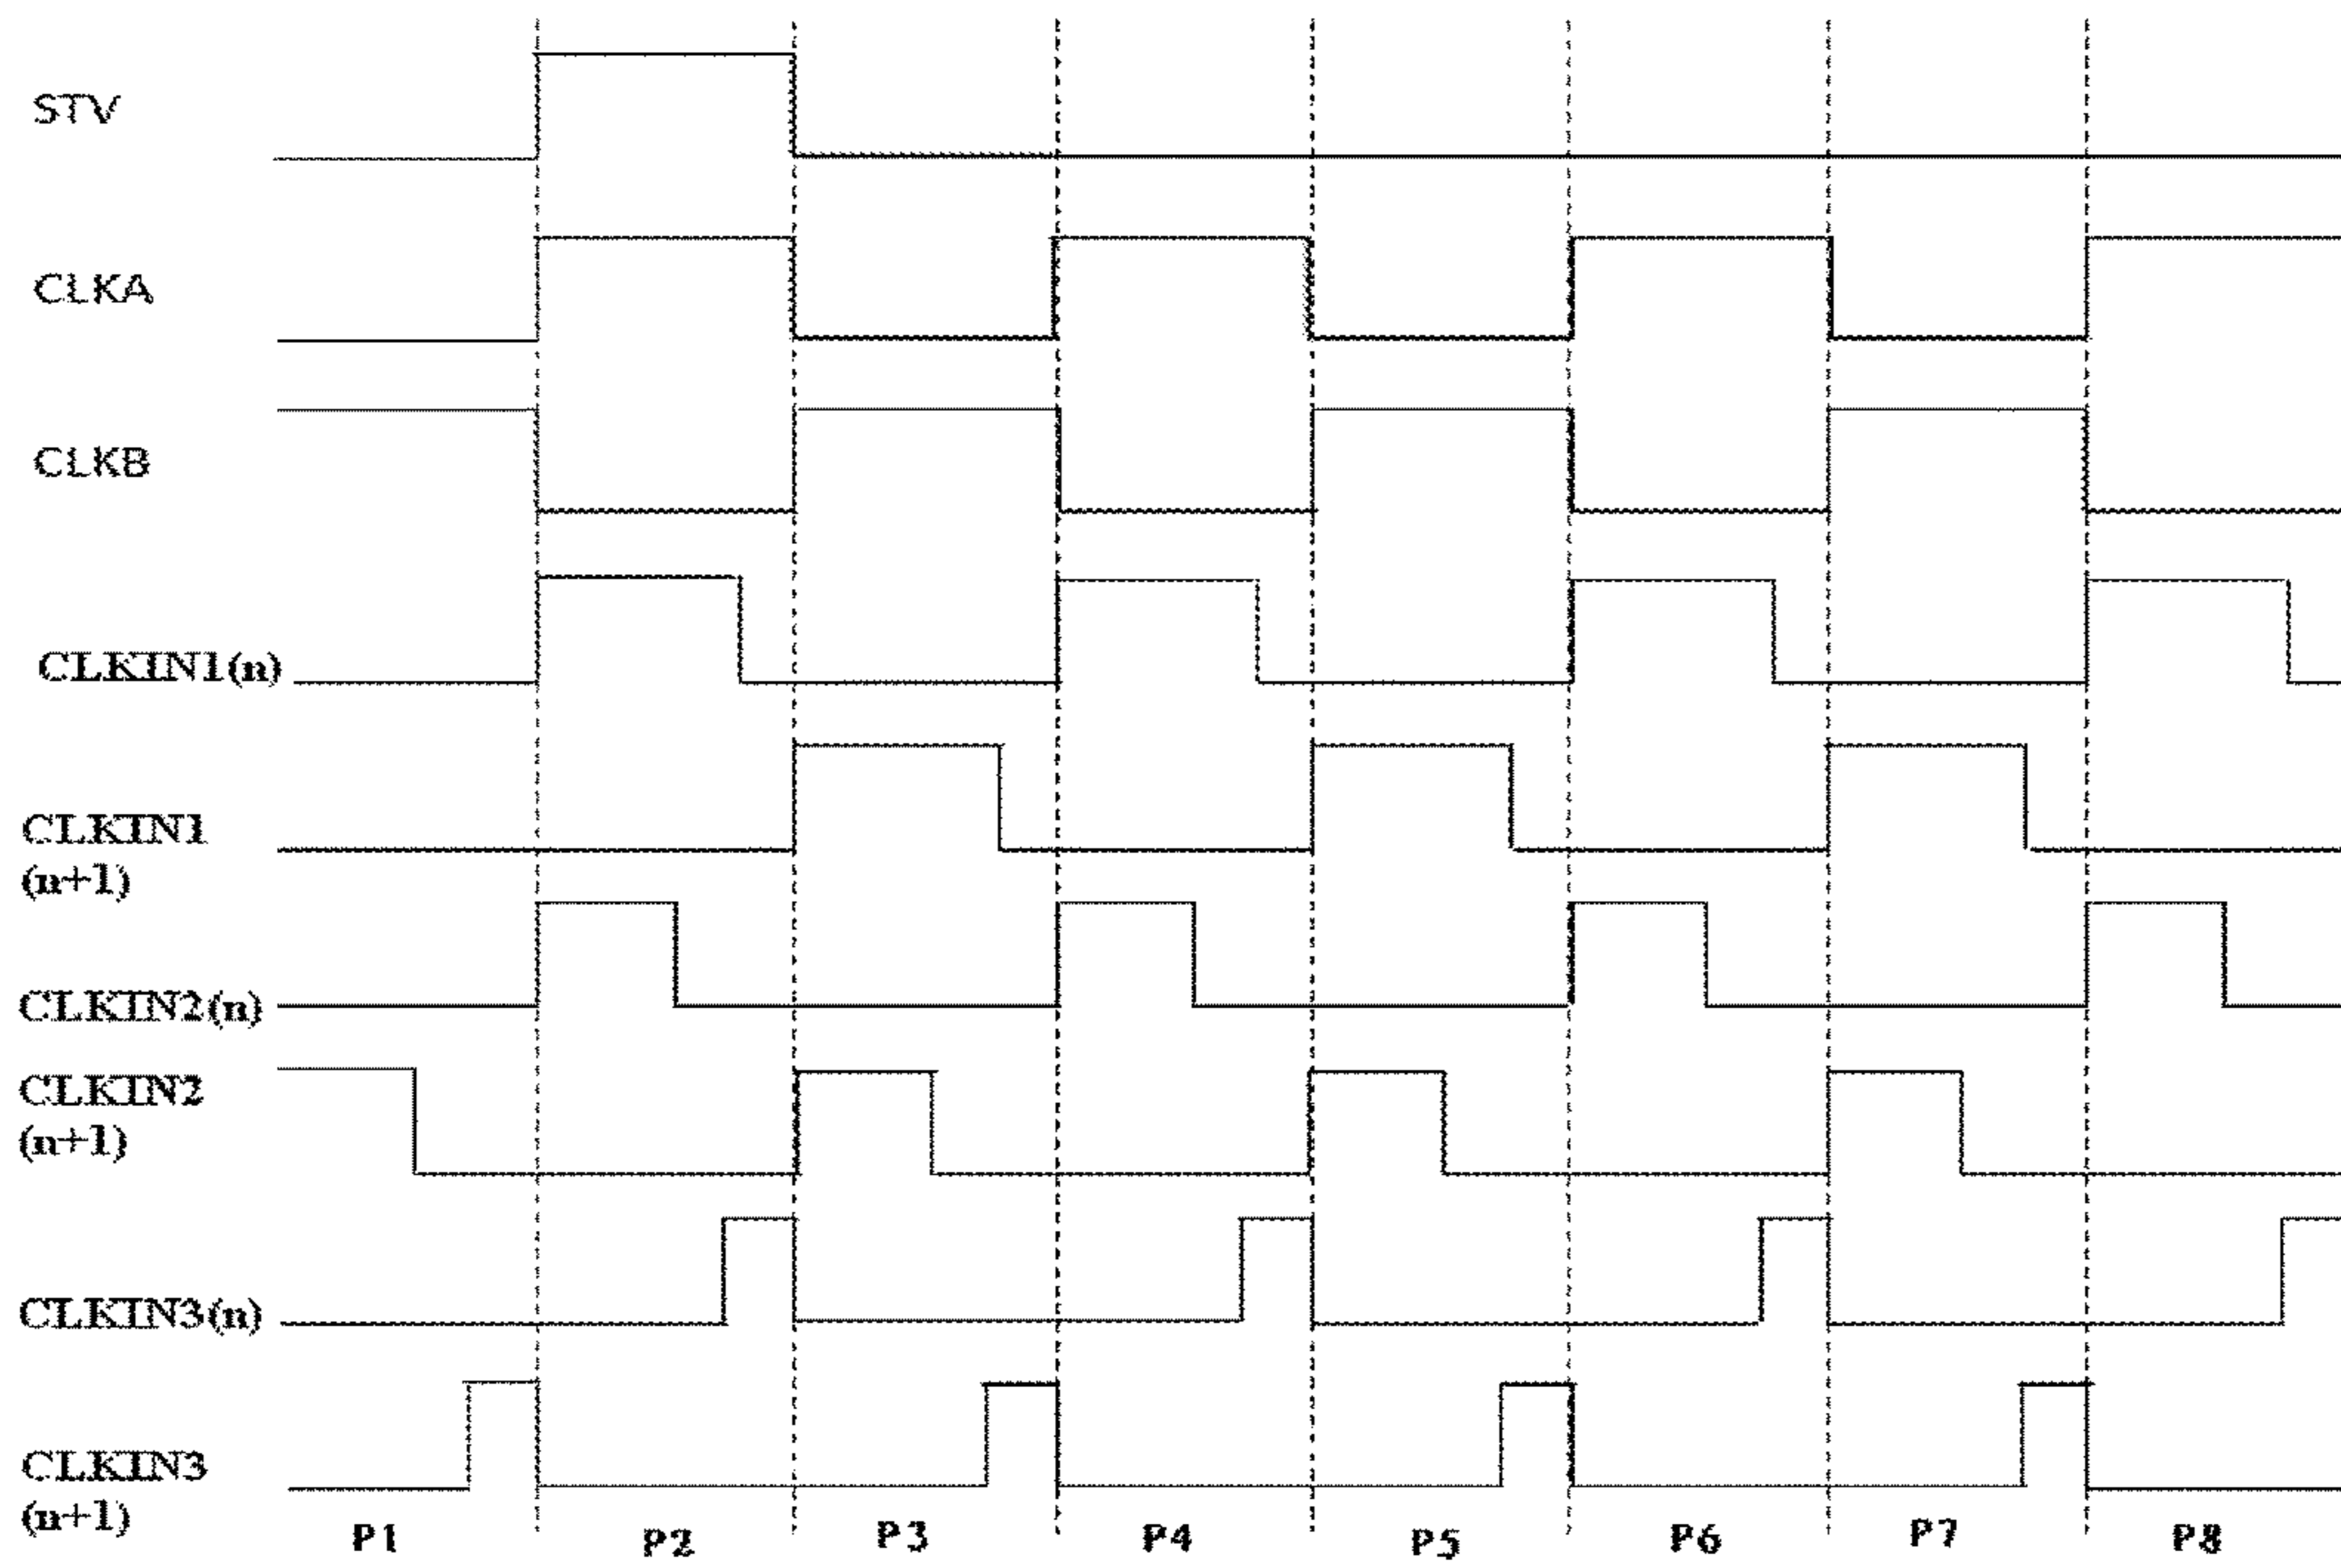 STV
CLKA
CLKB
CLKIN1(n)
CLKIN1
(n+1)
CLKIN2(n)
CLKIN2
(n+1)
CLKIN3(n)
CLKIN3
(n+1)
P1 P2 P3 P4 P5 P6 P7 P8